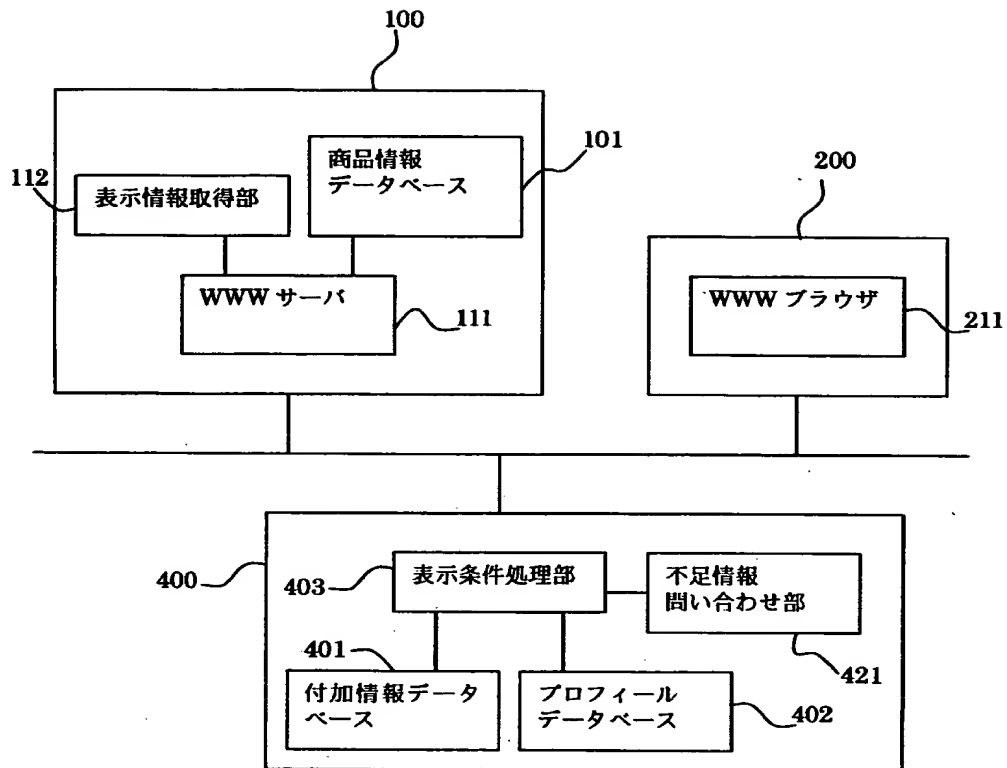 100
商品情報
データベース
101
112
表示情報取得部
200
WWW サーバ
111
WWW ブラウザ
211
400
403
表示条件処理部
不足情報
問い合わせ部
401
421
付加情報データ
ベース
プロフィール
データベース
402